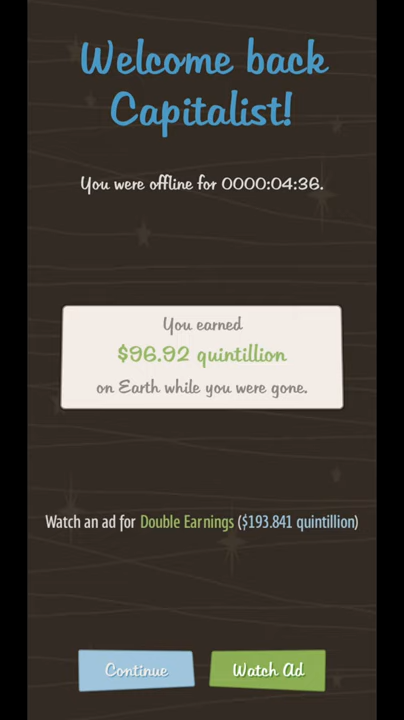 Welcome back
Capitalist!
You were offline for 0000:04:36.
You earned
$96.92 quintillion
on Earth while you were gone.
Watch an ad for Double Earnings ($193.841 quintillion)
Continue
Watch Ad